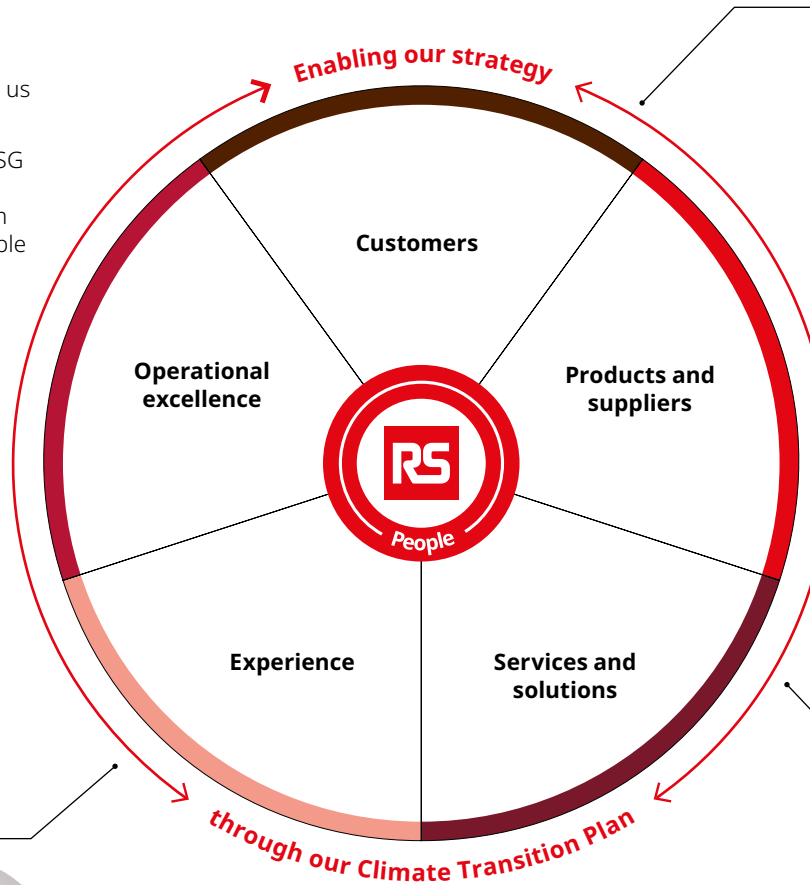 us
SG
Enabling our strategy
Customers
Operational
excellence
Products and
suppliers
RS
People
Experience
Services and
solutions
through our Climate Transition Plan